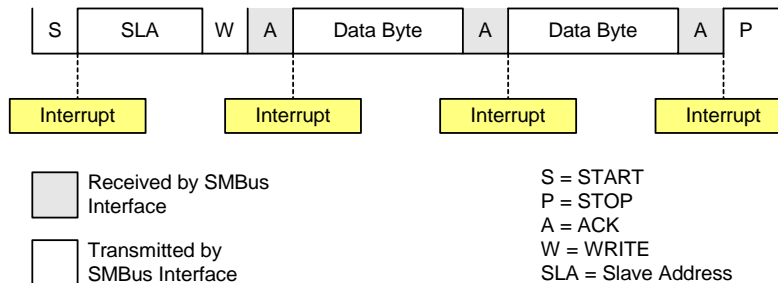 S SLA W A Data Byte A Data Byte A P
Interrupt Interrupt Interrupt Interrupt
Received by SMBus
Interface
Transmitted by
SMBus Interface
S = START
P = STOP
A = ACK
W = WRITE
SLA = Slave Address